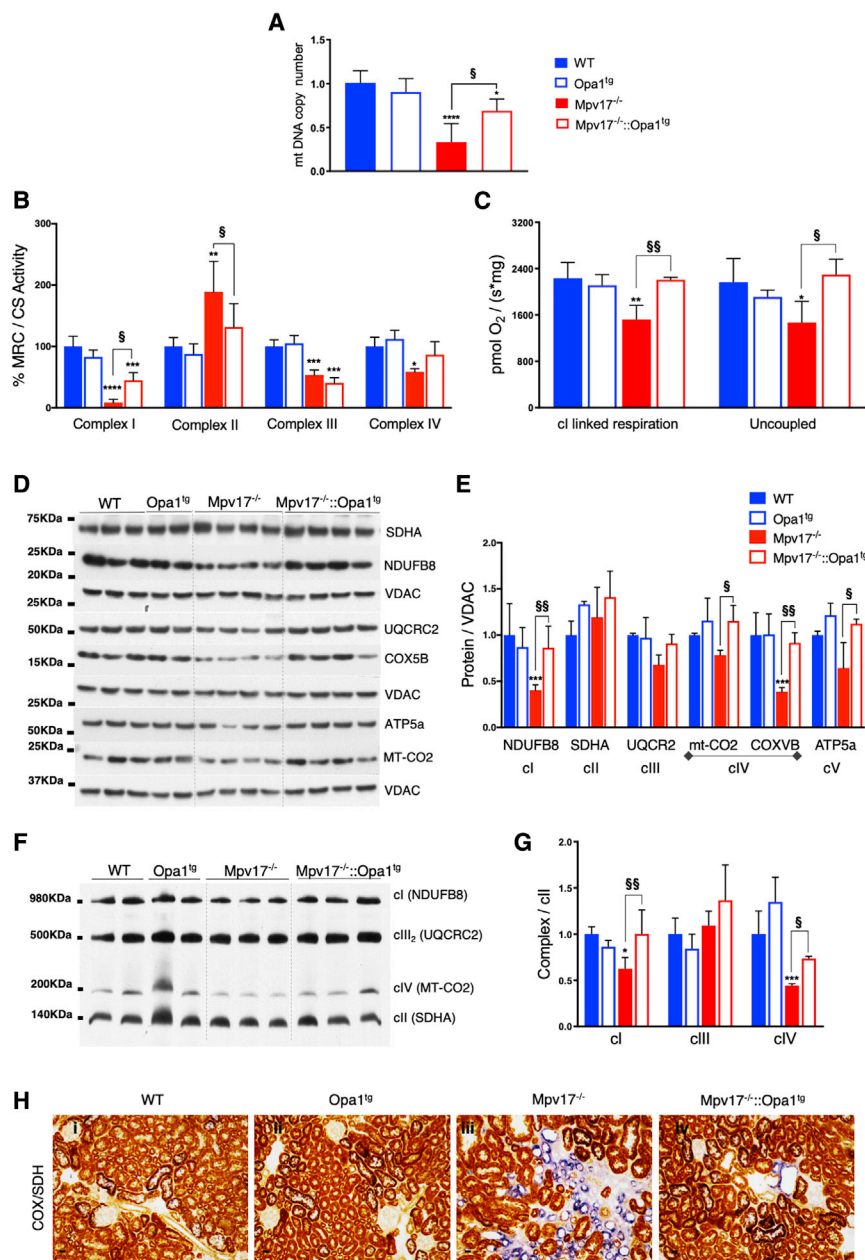 A
mt DNA copy number
1.5
1.0
0.5
0.0
****
§
*
WT
Opa1tg
Mpv17-/-
Mpv17-/-::Opa1tg
B
% MRC / CS Activity
300
200
100
0
§
****
***
**
§
***
***
*
Complex I
Complex II
Complex III
Complex IV
C
pmol O2 / (s*mg)
3600
2400
1200
0
§§
**
§
*
cI linked respiration
Uncoupled
D
WT
Opa1tg
Mpv17-/-
Mpv17-/-::Opa1tg
75KDa
SDHA
25KDa
NDUFB8
20KDa
VDAC
25KDa
50KDa
UQCRC2
COX5B
15KDa
VDAC
25KDa
ATP5a
50KDa
25KDa
MT-CO2
37KDa
VDAC
E
WT
Opa1tg
Mpv17-/-
Mpv17-/-::Opa1tg
Protein / VDAC
2.0
1.5
1.0
0.5
0.0
§§
***
§
§§
***
§
NDUFB8
SDHA
UQCR2
mt-CO2
COXVB
ATP5a
cI
cII
cIII
cIV
cV
F
WT
Opa1tg
Mpv17-/-
Mpv17-/-::Opa1tg
980KDa
cI (NDUFB8)
500KDa
cIII2 (UQCRC2)
200KDa
cIV (MT-CO2)
140KDa
cII (SDHA)
G
Complex / cII
2.0
1.5
1.0
0.5
0.0
§§
*
§
***
cI
cIII
cIV
H
WT
Opa1tg
Mpv17-/-
Mpv17-/-::Opa1tg
COX/SDH
i
ii
iii
iv